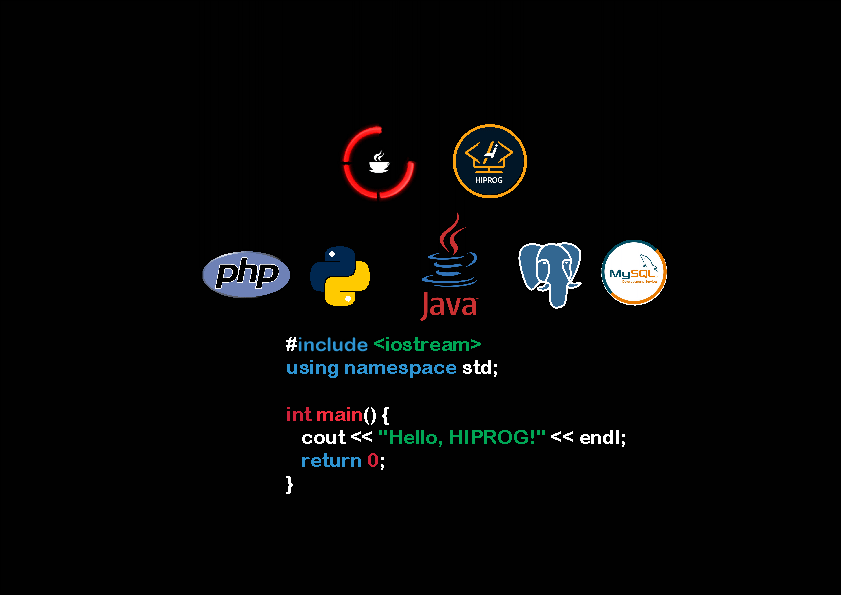 HIPROG
php
Java
MySQL
#include <iostream>
using namespace std;
int main() {
cout << "Hello, HIPROG!" << endl;
return 0;
}